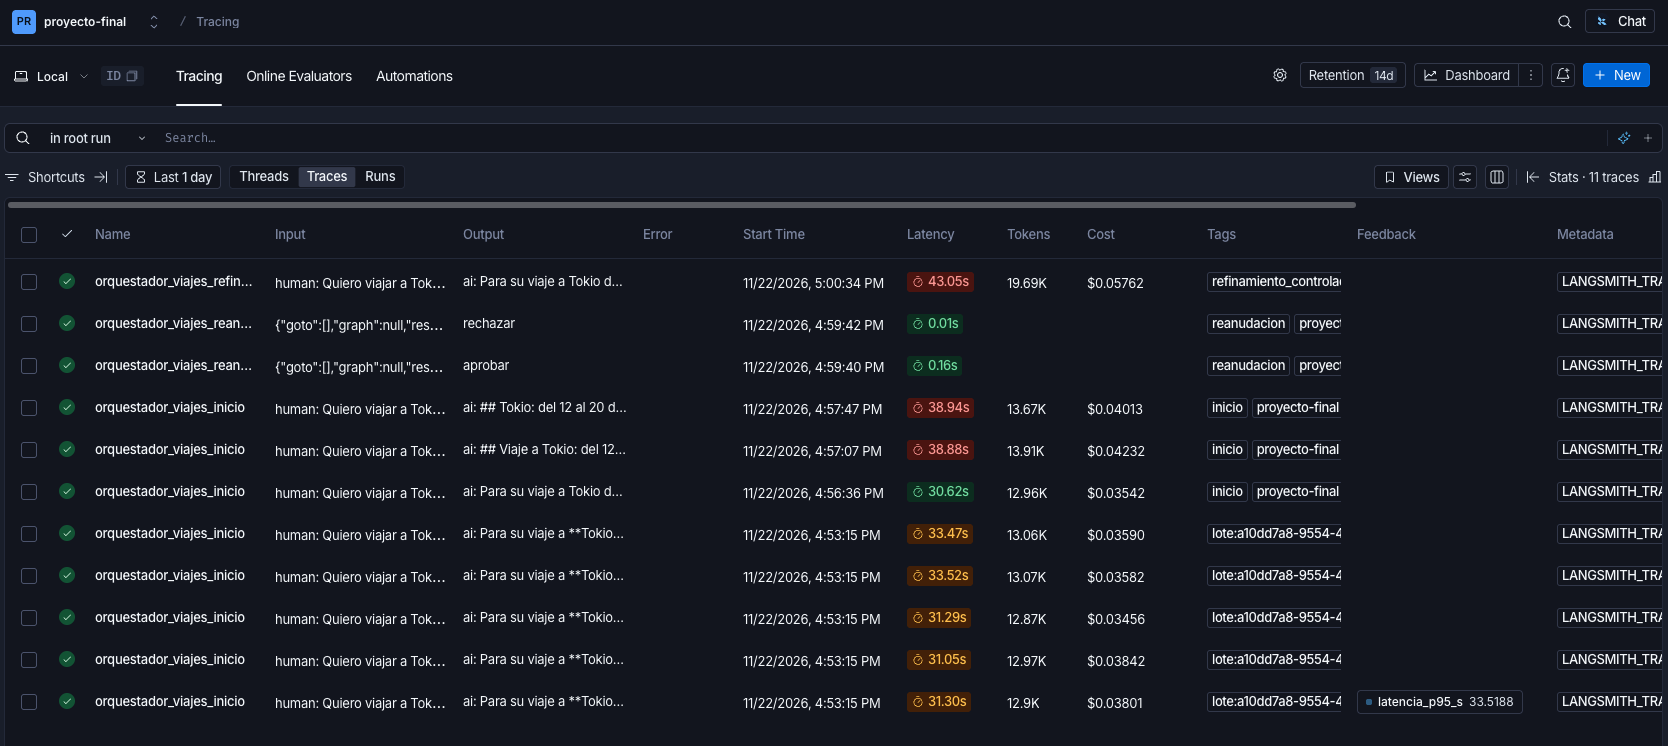 PR proyecto-final / Tracing Chat
Local ID Tracing Online Evaluators Automations Retention 14d Dashboard New
in root run Search...
Shortcuts Last 1 day Threads Traces Runs Views Stats · 11 traces
Name Input Output Error Start Time Latency Tokens Cost Tags Feedback Metadata
orquestador_viajes_refin... human: Quiero viajar a Tok... ai: Para su viaje a Tokio d... 11/22/2026, 5:00:34 PM 43.05s 19.69K $0.05762 refinamiento_controla LANGSMITH_TRA
orquestador_viajes_rean... {"goto":[],"graph":null,"res... rechazar 11/22/2026, 4:59:42 PM 0.01s reanudacion proyect LANGSMITH_TRA
orquestador_viajes_rean... {"goto":[],"graph":null,"res... aprobar 11/22/2026, 4:59:40 PM 0.16s reanudacion proyect LANGSMITH_TRA
orquestador_viajes_inicio human: Quiero viajar a Tok... ai: ## Tokio: del 12 al 20 d... 11/22/2026, 4:57:47 PM 38.94s 13.67K $0.04013 inicio proyecto-final LANGSMITH_TRA
orquestador_viajes_inicio human: Quiero viajar a Tok... ai: ## Viaje a Tokio: del 12... 11/22/2026, 4:57:07 PM 38.88s 13.91K $0.04232 inicio proyecto-final LANGSMITH_TRA
orquestador_viajes_inicio human: Quiero viajar a Tok... ai: Para su viaje a Tokio d... 11/22/2026, 4:56:36 PM 30.62s 12.96K $0.03542 inicio proyecto-final LANGSMITH_TRA
orquestador_viajes_inicio human: Quiero viajar a Tok... ai: Para su viaje a **Tokio... 11/22/2026, 4:53:15 PM 33.47s 13.06K $0.03590 lote:a10dd7a8-9554-4 LANGSMITH_TRA
orquestador_viajes_inicio human: Quiero viajar a Tok... ai: Para su viaje a **Tokio... 11/22/2026, 4:53:15 PM 33.52s 13.07K $0.03582 lote:a10dd7a8-9554-4 LANGSMITH_TRA
orquestador_viajes_inicio human: Quiero viajar a Tok... ai: Para su viaje a **Tokio... 11/22/2026, 4:53:15 PM 31.29s 12.87K $0.03456 lote:a10dd7a8-9554-4 LANGSMITH_TRA
orquestador_viajes_inicio human: Quiero viajar a Tok... ai: Para su viaje a **Tokio... 11/22/2026, 4:53:15 PM 31.05s 12.97K $0.03842 lote:a10dd7a8-9554-4 LANGSMITH_TRA
orquestador_viajes_inicio human: Quiero viajar a Tok... ai: Para su viaje a **Tokio... 11/22/2026, 4:53:15 PM 31.30s 12.9K $0.03801 lote:a10dd7a8-9554-4 latencia_p95_s 33.5188 LANGSMITH_TRA